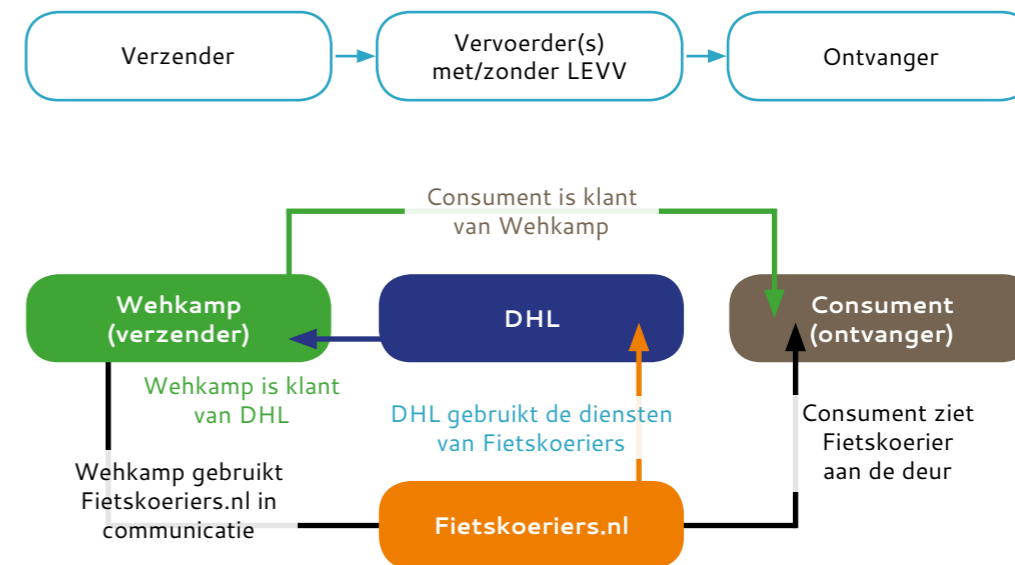 Verzender
Vervoerder(s)
met/zonder LEVV
Ontvanger
Consument is klant
van Wehkamp
Wehkamp
(verzender)
DHL
Consument
(ontvanger)
Wehkamp is klant
van DHL
DHL gebruikt de diensten
van Fietskoeriers
Consument ziet
Fietskoerier
aan de deur
Wehkamp gebruikt
Fietskoeriers.nl in
communicatie
Fietskoeriers.nl